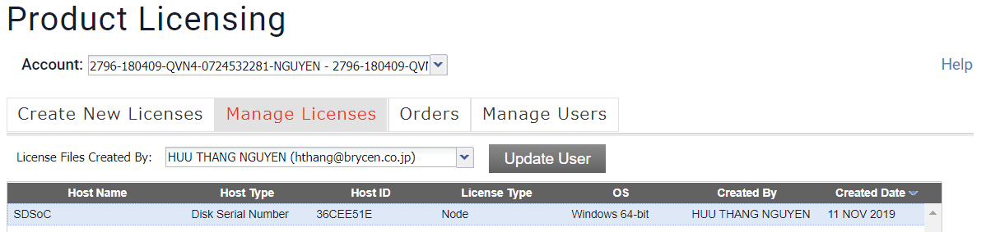 Product Licensing
Account: 2796-180409-QVN4-0724532281-NGUYEN - 2796-180409-QVN
Help
Create New Licenses Manage Licenses Orders Manage Users
License Files Created By: HUU THANG NGUYEN (hthang@brycen.co.jp) Update User
Host Name Host Type Host ID License Type OS Created By Created Date
SDSoC Disk Serial Number 36CEE51E Node Windows 64-bit HUU THANG NGUYEN 11 NOV 2019